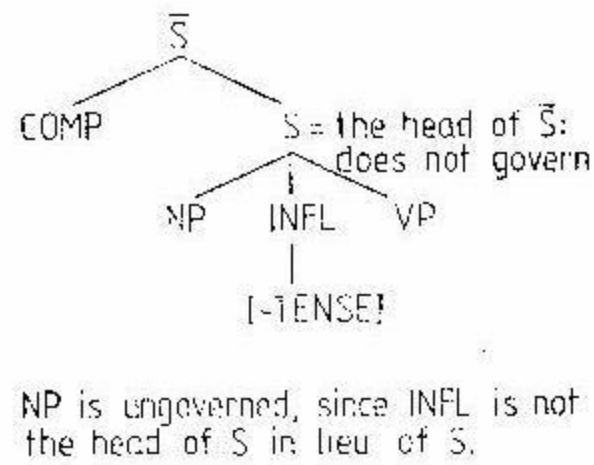 S̅
COMP S = the head of S̅:
does not govern
NP INFL VP
[-TENSE]
NP is ungoverned, since INFL is not
the head of S in lieu of S.